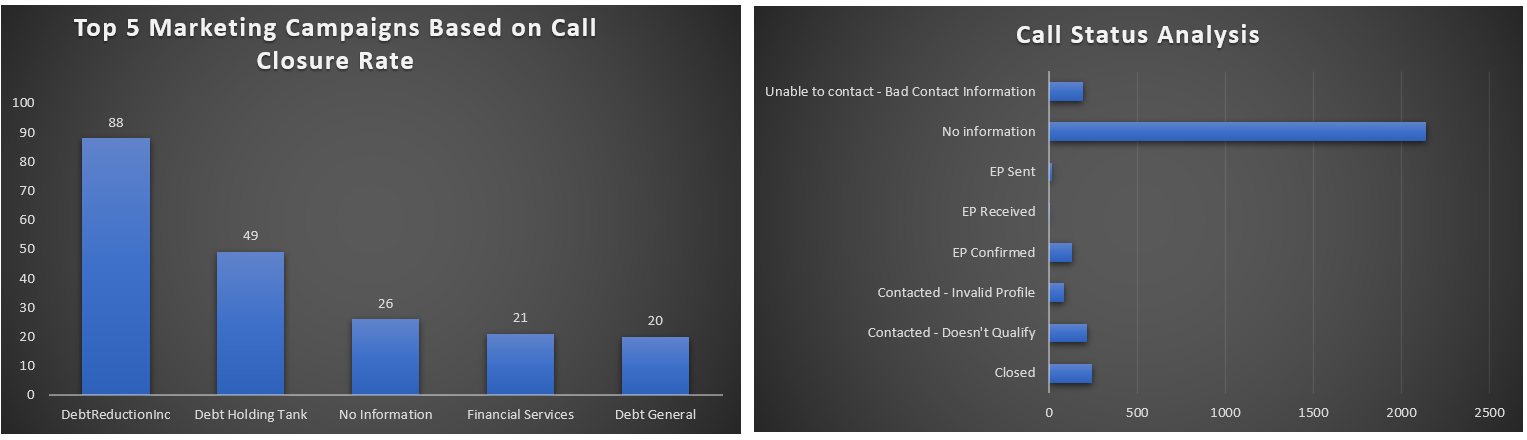 Top 5 Marketing Campaigns Based on Call
Closure Rate
100
90
80
70
60
50
40
30
20
10
0
88
49
26
21
20
DebtReductionInc
Debt Holding Tank
No Information
Financial Services
Debt General
Call Status Analysis
Unable to contact - Bad Contact Information
No information
EP Sent
EP Received
EP Confirmed
Contacted - Invalid Profile
Contacted - Doesn't Qualify
Closed
0
500
1000
1500
2000
2500